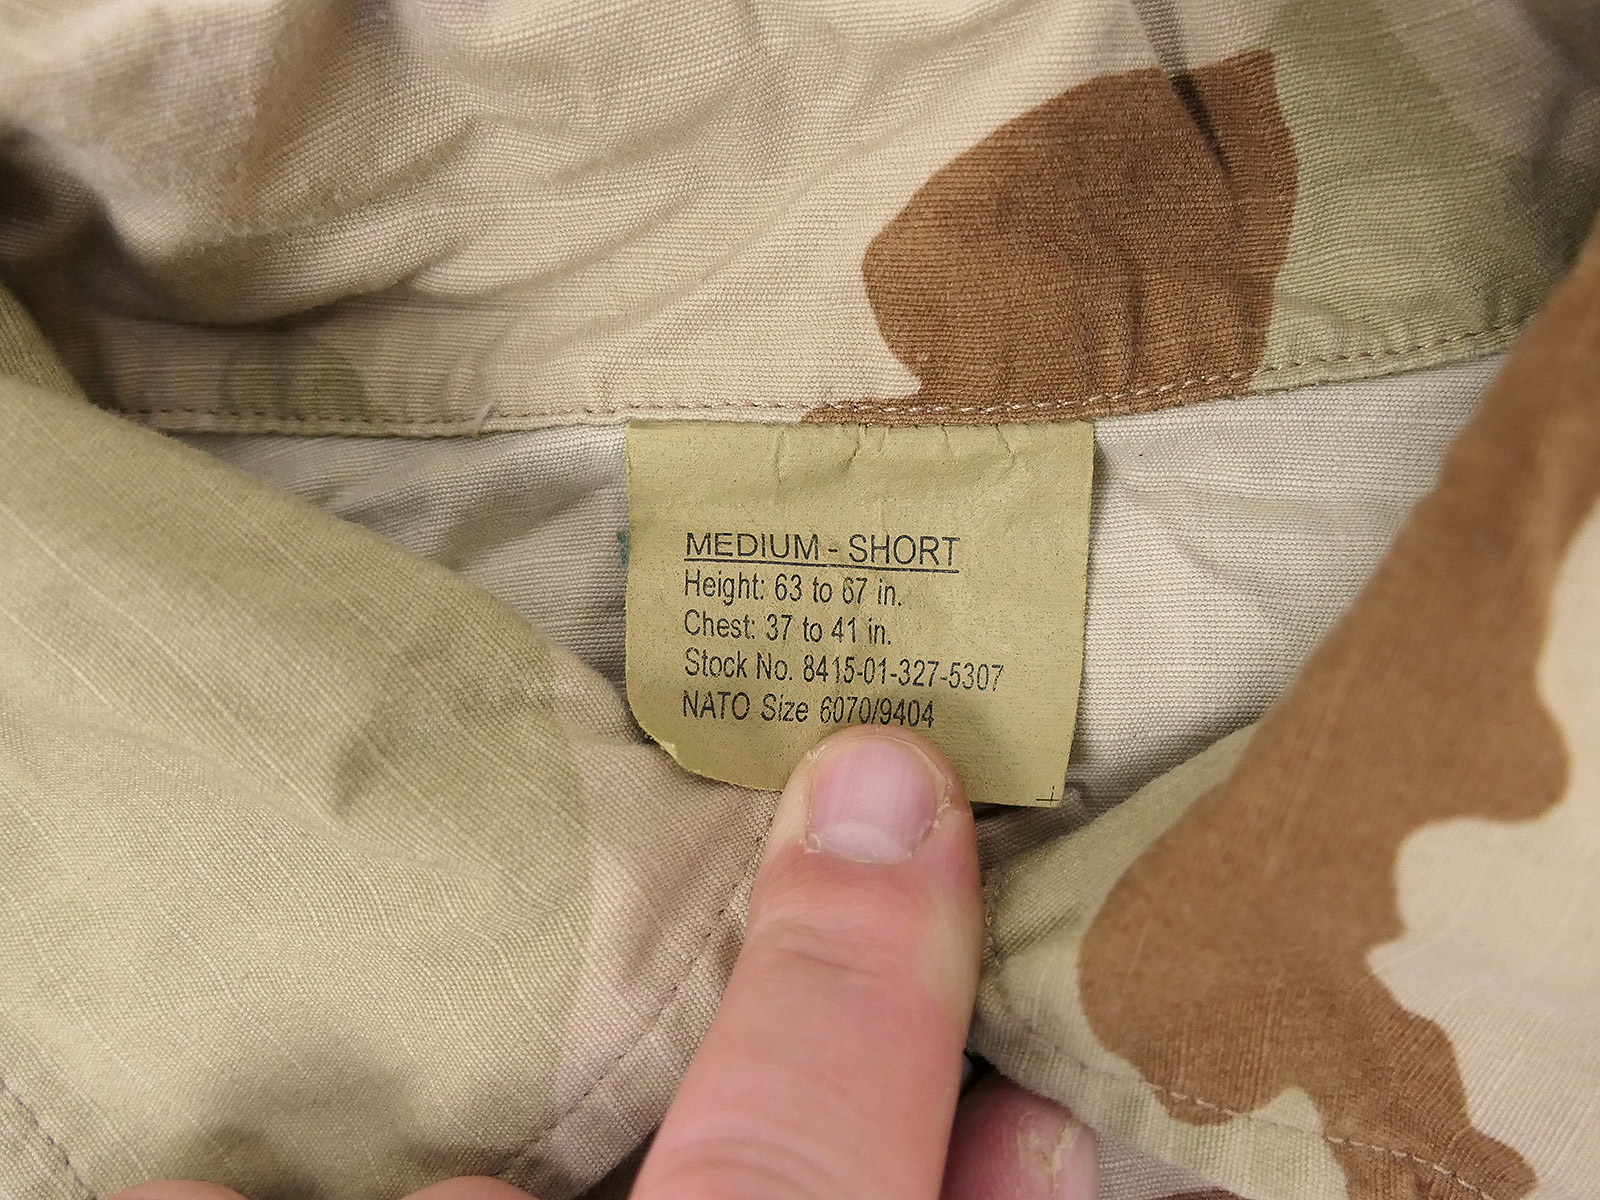 MEDIUM - SHORT
Height: 63 to 67 in.
Chest: 37 to 41 in.
Stock No. 8415-01-327-5307
NATO Size 6070/9404